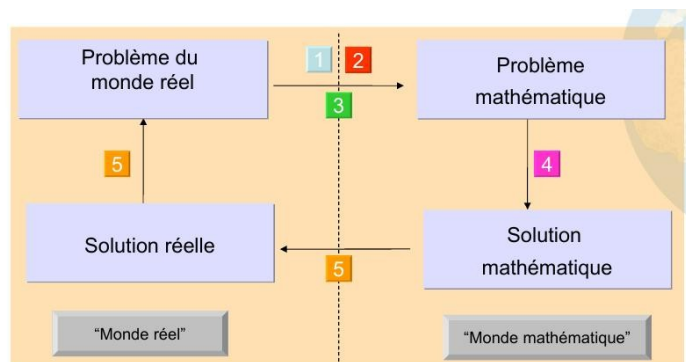 Problème du
monde réel
1
2
3
Problème
mathématique
5
4
Solution réelle
5
Solution
mathématique
“Monde réel”
“Monde mathématique”